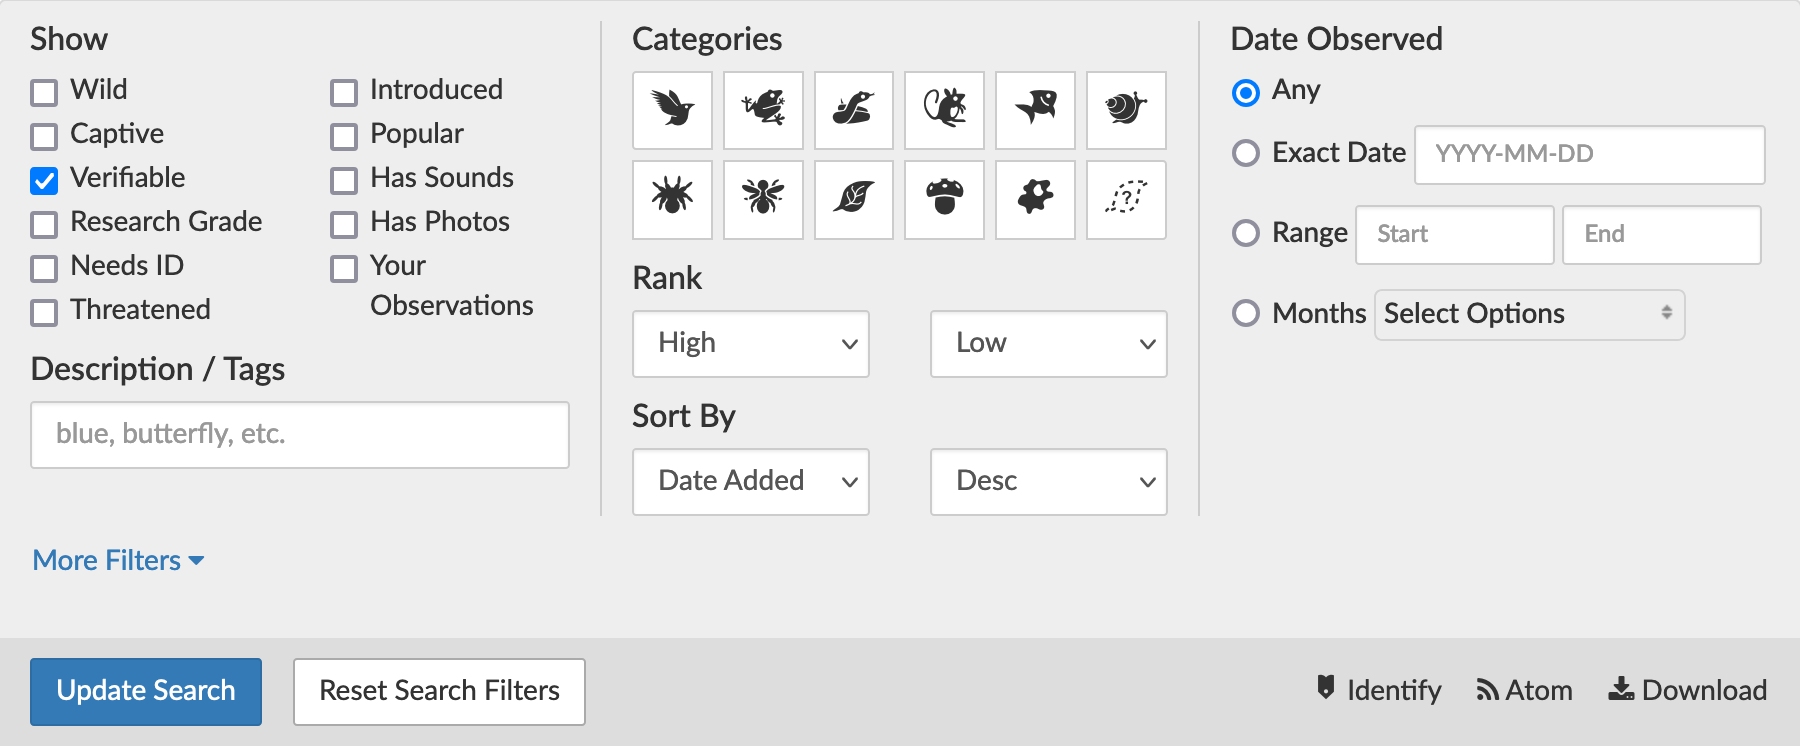 Show
Wild
Captive
Verifiable
Research Grade
Needs ID
Threatened
Introduced
Popular
Has Sounds
Has Photos
Your
Observations
Description / Tags
blue, butterfly, etc.
Categories
?
Rank
High
Low
Sort By
Date Added
Desc
Date Observed
Any
Exact Date YYYY-MM-DD
Range Start End
Months Select Options
More Filters
Update Search
Reset Search Filters
Identify
Atom
Download